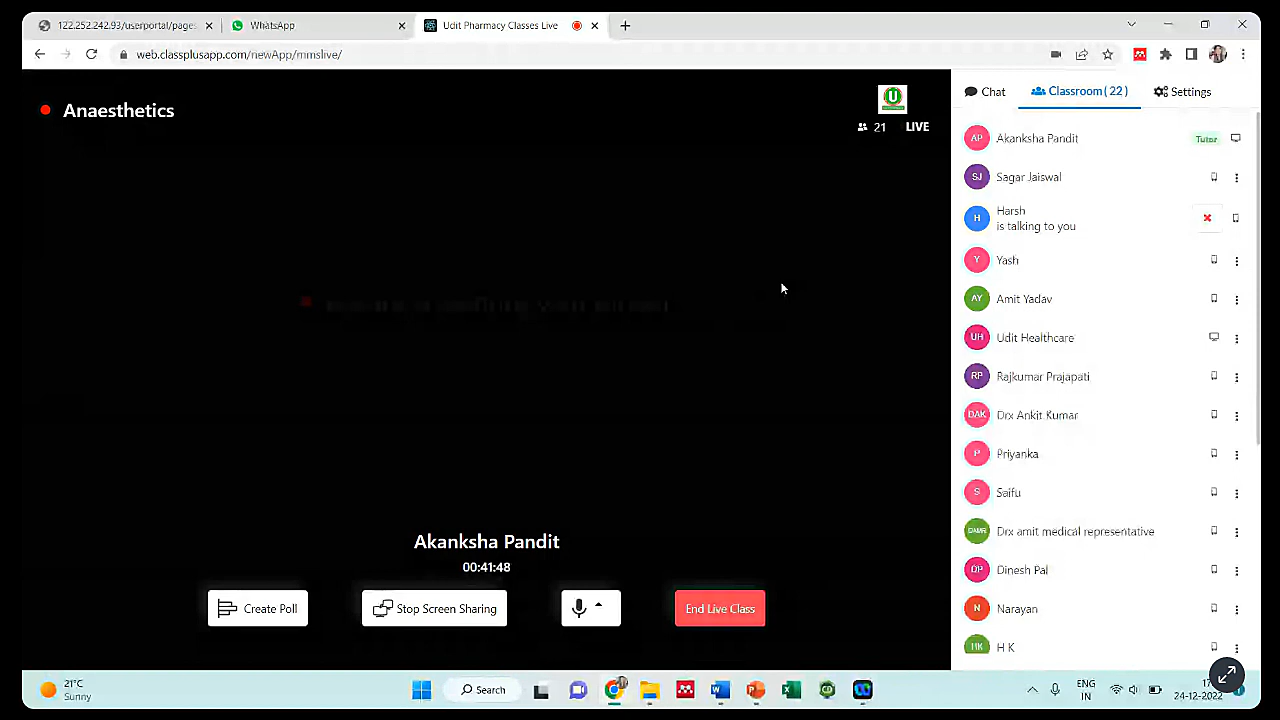 122.252.242.93/userportal/pages
WhatsApp
Udit Pharmacy Classes Live
web.classplusapp.com/newApp/mmslive/
Anaesthetics
21
LIVE
Chat
Classroom ( 22 )
Settings
AP
Akanksha Pandit
Tutor
SJ
Sagar Jaiswal
H
Harsh
is talking to you
Y
Yash
AY
Amit Yadav
UH
Udit Healthcare
RP
Rajkumar Prajapati
DAK
Drx Ankit Kumar
P
Priyanka
S
Saifu
DAMR
Drx amit medical representative
DP
Dinesh Pal
N
Narayan
HK
H K
Akanksha Pandit
00:41:48
Create Poll
Stop Screen Sharing
End Live Class
21°C
Sunny
Search
ENG
IN